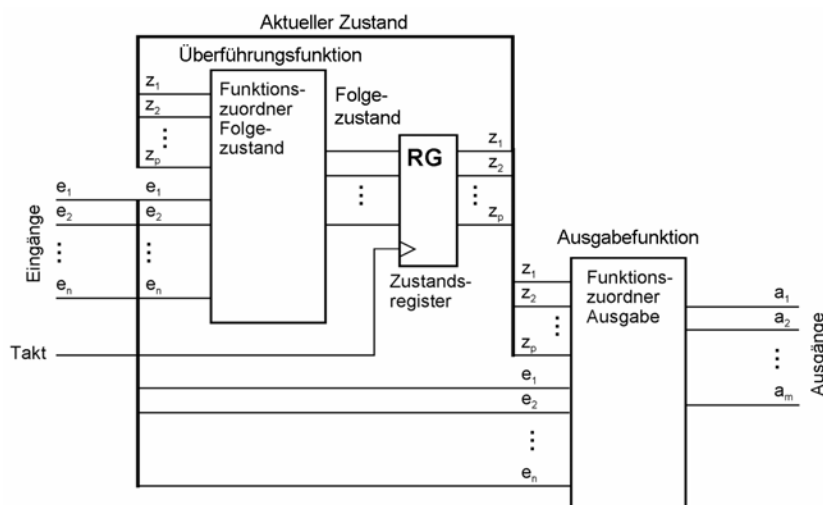 Aktueller Zustand
Überführungsfunktion
z1
z2
⋮
zp
Funktions-
zuordner
Folge-
zustand
Folge-
zustand
⋮
RG
Zustands-
register
z1
z2
⋮
zp
Eingänge
e1
e2
⋮
en
e1
e2
⋮
en
Takt
Ausgabefunktion
z1
z2
⋮
zp
e1
e2
⋮
en
Funktions-
zuordner
Ausgabe
a1
a2
⋮
am
Ausgänge